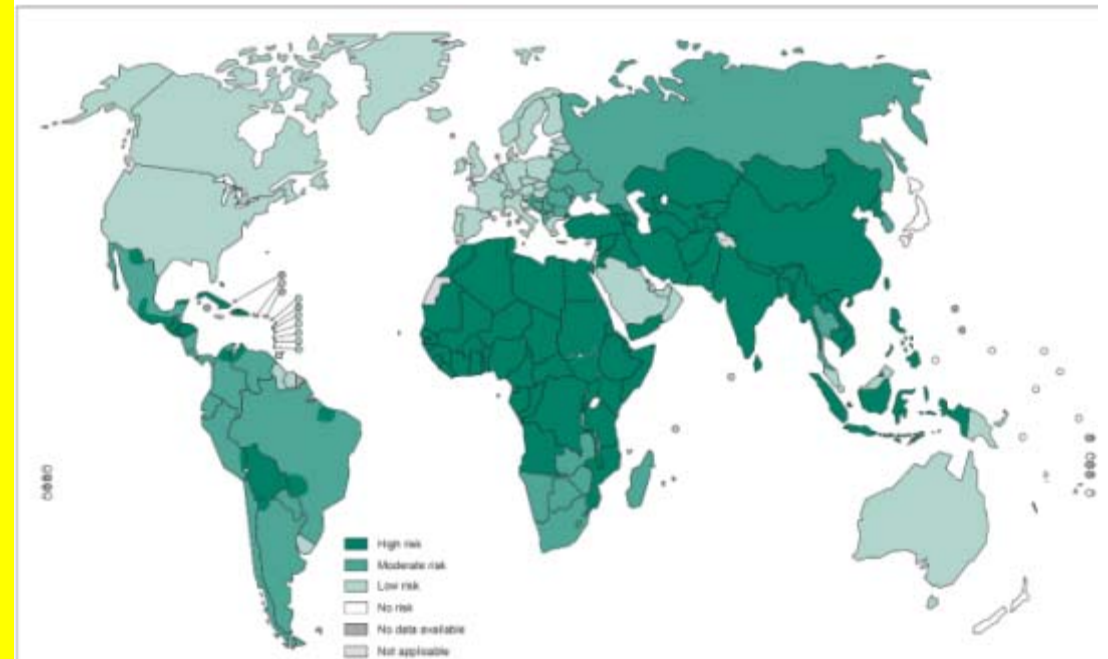 High risk
Moderate risk
Low risk
No risk
No data available
Not applicable